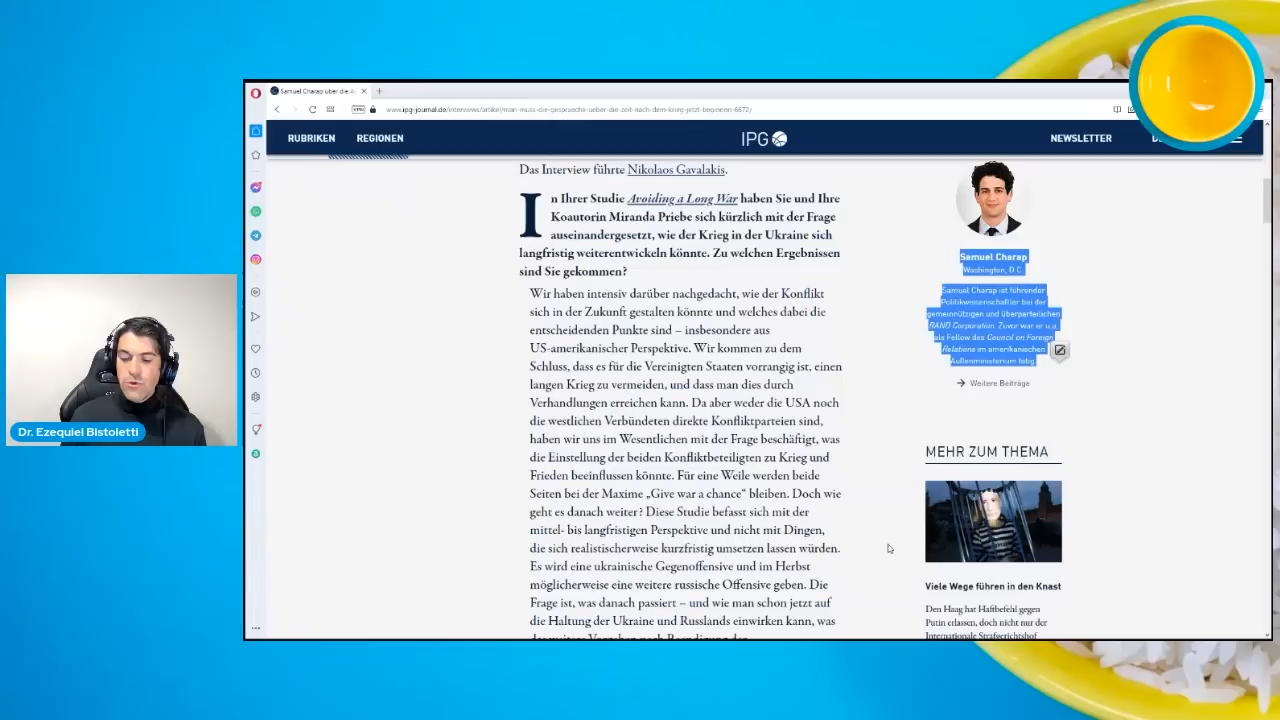 Samuel Charap über die A
www.ipg-journal.de/interviews/artikel/man-muss-die-gespraeche-ueber-die-zeit-nach-dem-krieg-jetzt-beginnen-6672/
VPN
RUBRIKEN
REGIONEN
IPG
NEWSLETTER
Das Interview führte Nikolaos Gavalakis.
In Ihrer Studie Avoiding a Long War haben Sie und Ihre
Koautorin Miranda Priebe sich kürzlich mit der Frage
auseinandergesetzt, wie der Krieg in der Ukraine sich
langfristig weiterentwickeln könnte. Zu welchen Ergebnissen
sind Sie gekommen?
Wir haben intensiv darüber nachgedacht, wie der Konflikt
sich in der Zukunft gestalten könnte und welches dabei die
entscheidenden Punkte sind – insbesondere aus
US-amerikanischer Perspektive. Wir kommen zu dem
Schluss, dass es für die Vereinigten Staaten vorrangig ist, einen
langen Krieg zu vermeiden, und dass man dies durch
Verhandlungen erreichen kann. Da aber weder die USA noch
die westlichen Verbündeten direkte Konfliktparteien sind,
haben wir uns im Wesentlichen mit der Frage beschäftigt, was
die Einstellung der beiden Konfliktbeteiligten zu Krieg und
Frieden beeinflussen könnte. Für eine Weile werden beide
Seiten bei der Maxime „Give war a chance“ bleiben. Doch wie
geht es danach weiter? Diese Studie befasst sich mit der
mittel- bis langfristigen Perspektive und nicht mit Dingen,
die sich realistischerweise kurzfristig umsetzen lassen würden.
Es wird eine ukrainische Gegenoffensive und im Herbst
möglicherweise eine weitere russische Offensive geben. Die
Frage ist, was danach passiert – und wie man schon jetzt auf
die Haltung der Ukraine und Russlands einwirken kann, was
Samuel Charap
Washington, D.C.
Samuel Charap ist führender
Politikwissenschaftler bei der
gemeinnützigen und überparteilichen
RAND Corporation. Zuvor war er u.a.
als Fellow des Council on Foreign
Relations im amerikanischen
Außenministerium tätig.
Weitere Beiträge
MEHR ZUM THEMA
Viele Wege führen in den Knast
Den Haag hat Haftbefehl gegen
Putin erlassen, doch nicht nur der
Internationale Strafgerichtshof
Dr. Ezequiel Bistoletti